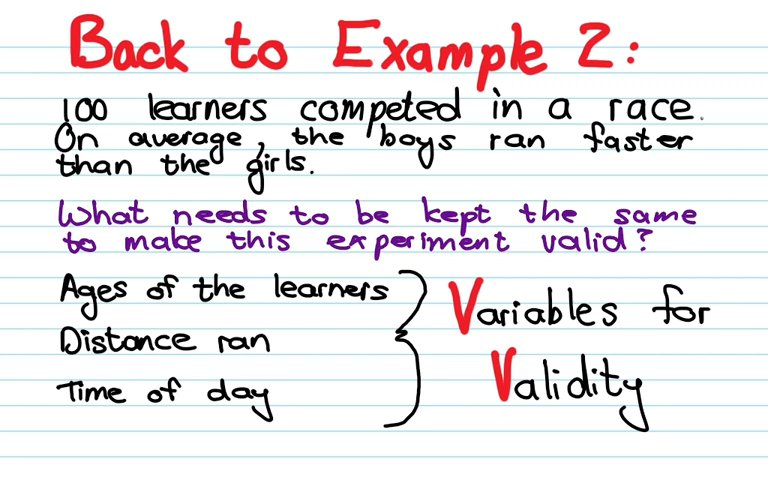 Back to Example 2:
100 learners competed in a race.
On average, the boys ran faster
than the girls.
What needs to be kept the same
to make this experiment valid?
Ages of the learners
Distance ran
Time of day
Variables for
Validity